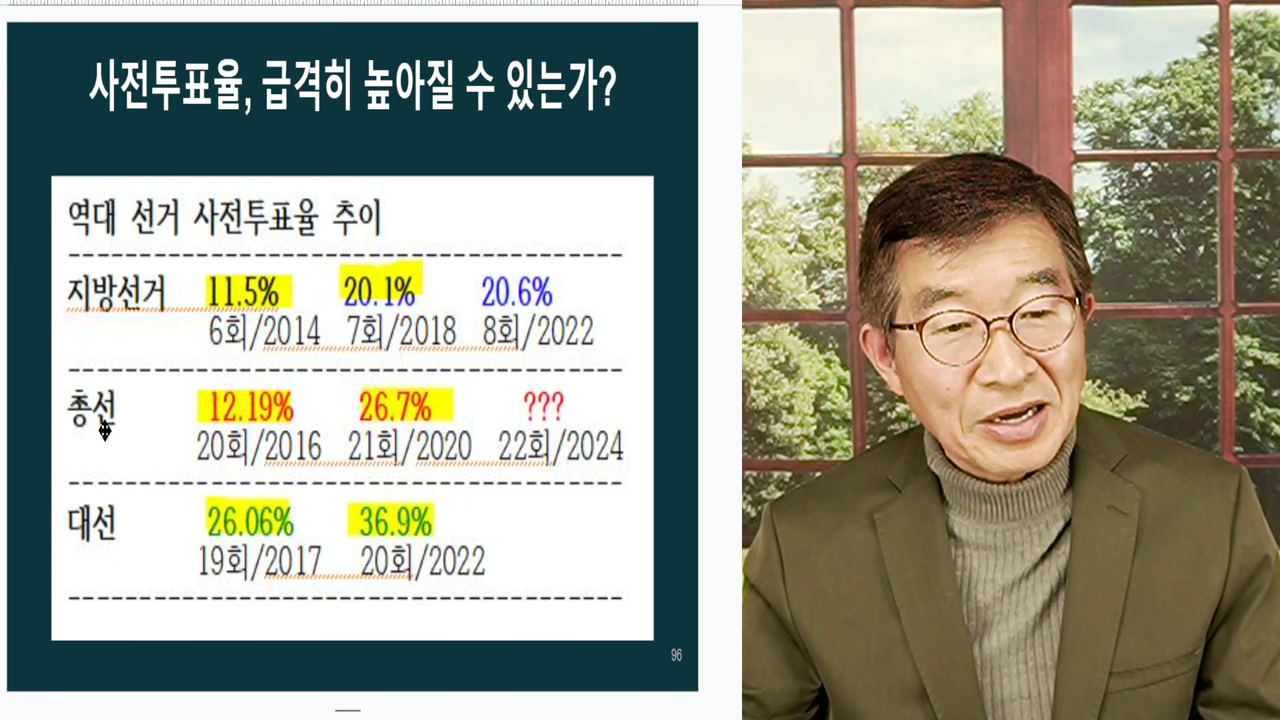 사전투표율, 급격히 높아질 수 있는가?
역대 선거 사전투표율 추이
지방선거 11.5% 20.1% 20.6%
6회/2014 7회/2018 8회/2022
총선 12.19% 26.7% ???
20회/2016 21회/2020 22회/2024
대선 26.06% 36.9%
19회/2017 20회/2022
96